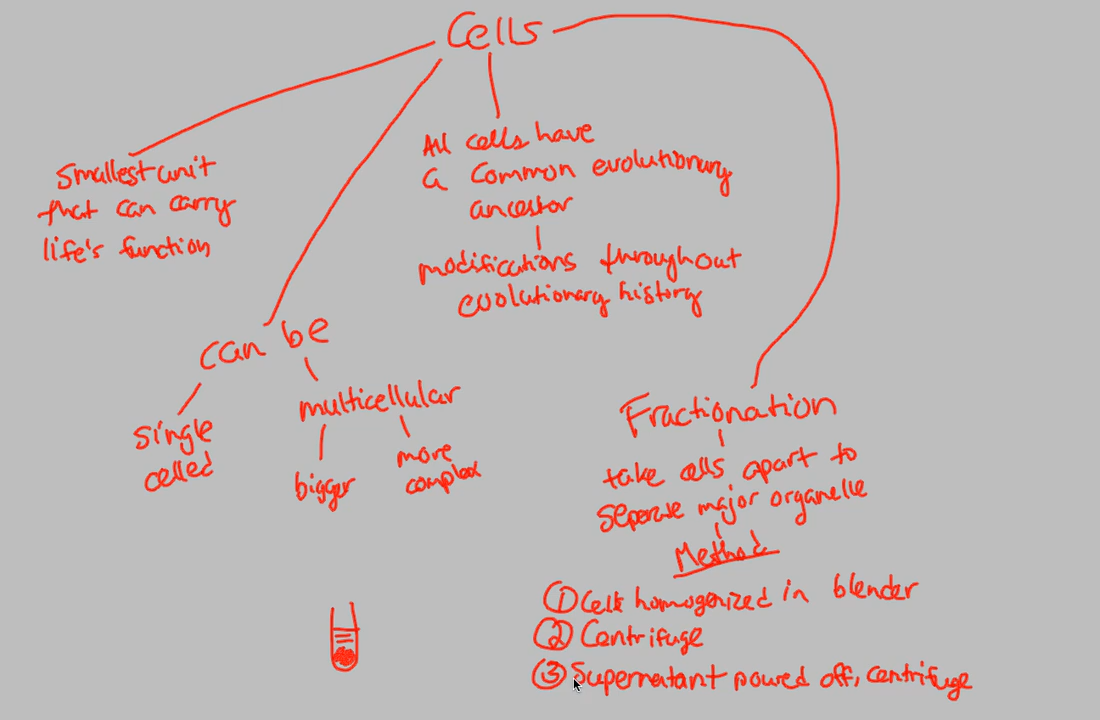 Cells
Smallest unit
that can carry
life's function
All cells have
a common evolutionary
ancestor
modifications throughout
evolutionary history
can be
single
celled
multicellular
bigger
more
complex
Fractionation
take cells apart to
seperate major organelle
Method
① Cells homogenized in blender
② Centrifuge
③ Supernatant poured off, centrifuge